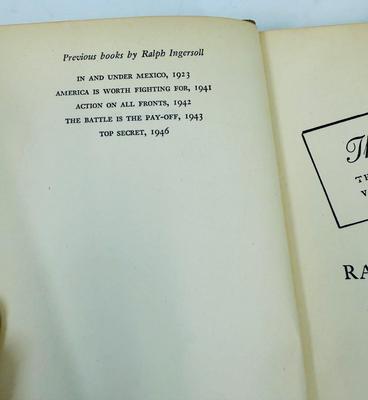 Previous books by Ralph Ingersoll
IN AND UNDER MEXICO, 1923
AMERICA IS WORTH FIGHTING FOR, 1941
ACTION ON ALL FRONTS, 1942
THE BATTLE IS THE PAY-OFF, 1943
TOP SECRET, 1946
RA